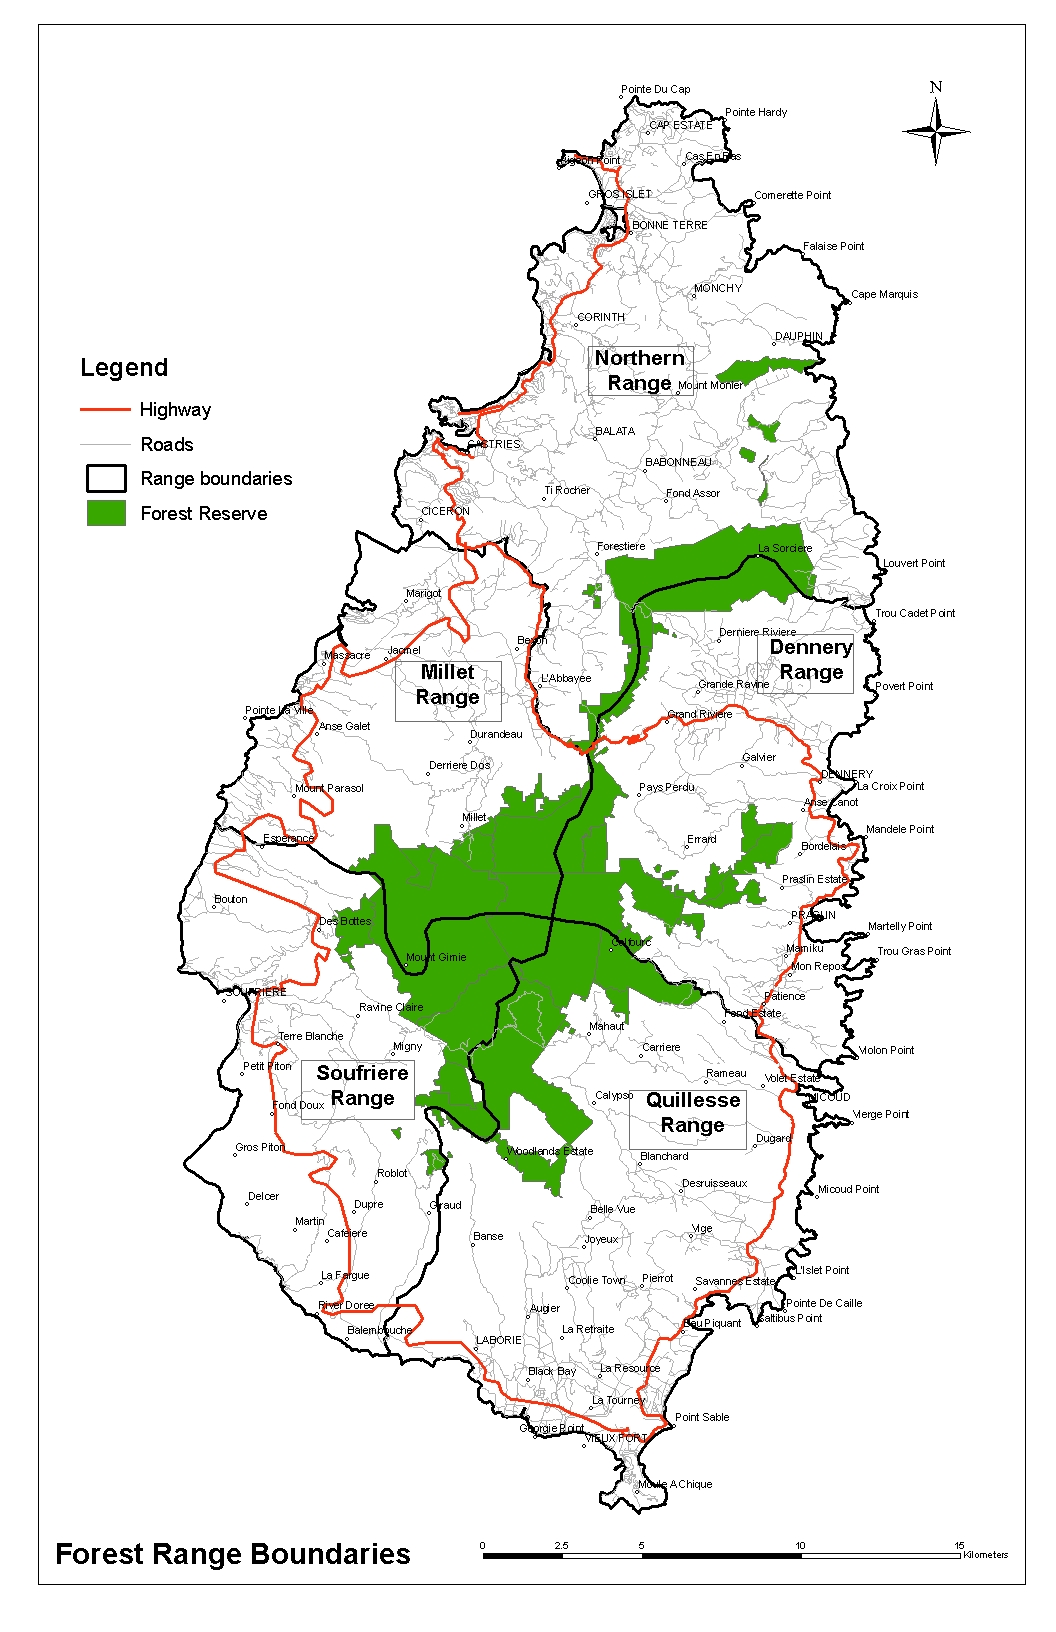 Pointe Du Cap
N
Pointe Hardy
CAP ESTATE
Pigeon Point
Cas En Bas
GROS ISLET
Comerette Point
BONNE TERRE
Falaise Point
MONCHY
Cape Marquis
CORINTH
DAUPHIN
Northern
Range
Mount Monier
Legend
Highway
Roads
Range boundaries
Forest Reserve
CASTRIES
BALATA
BABONNEAU
Ti Rocher
Fond Assor
CICERON
Forestiere
La Sorciere
Louvert Point
Marigot
Trou Cadet Point
Derniere Riviere
Dennery
Range
Bexon
Massacre
Jacmel
Millet
Range
L'Abbayee
Grande Ravine
Povert Point
Pointe La Ville
Anse Galet
Grand Riviere
Durandeau
Derriere Dos
Galvier
DENNERY
La Croix Point
Mount Parasol
Pays Perdu
Anse Canot
Millet
Mandele Point
Esperance
Errard
Bordelais
Praslin Estate
Bouton
Des Bottes
PRASLIN
Martelly Point
Mount Gimie
Mamiku
Trou Gras Point
Mon Repos
SOUFRIERE
Patience
Ravine Claire
Fond Estate
Mahaut
Terre Blanche
Migny
Carriere
Violon Point
Petit Piton
Soufriere
Range
Rameau
Volet Estate
Calypso
Quillesse
Range
MICOUD
Fond Doux
Vierge Point
Gros Piton
Dugard
Woodlands Estate
Blanchard
Roblot
Desruisseaux
Micoud Point
Delcer
Dupre
Giraud
Belle Vue
Martin
Cafeiere
Banse
Joyeux
Vige
La Fargue
Coolie Town
Pierrot
Savannes Estate
L'Islet Point
River Doree
Augier
Pointe De Caille
Balembouche
La Retraite
Beau Piquant
Saltibus Point
LABORIE
Black Bay
La Resource
La Tourney
Point Sable
Georgie Point
VIEUX FORT
Moule A Chique
Forest Range Boundaries
0 2.5 5 10 15
Kilometers